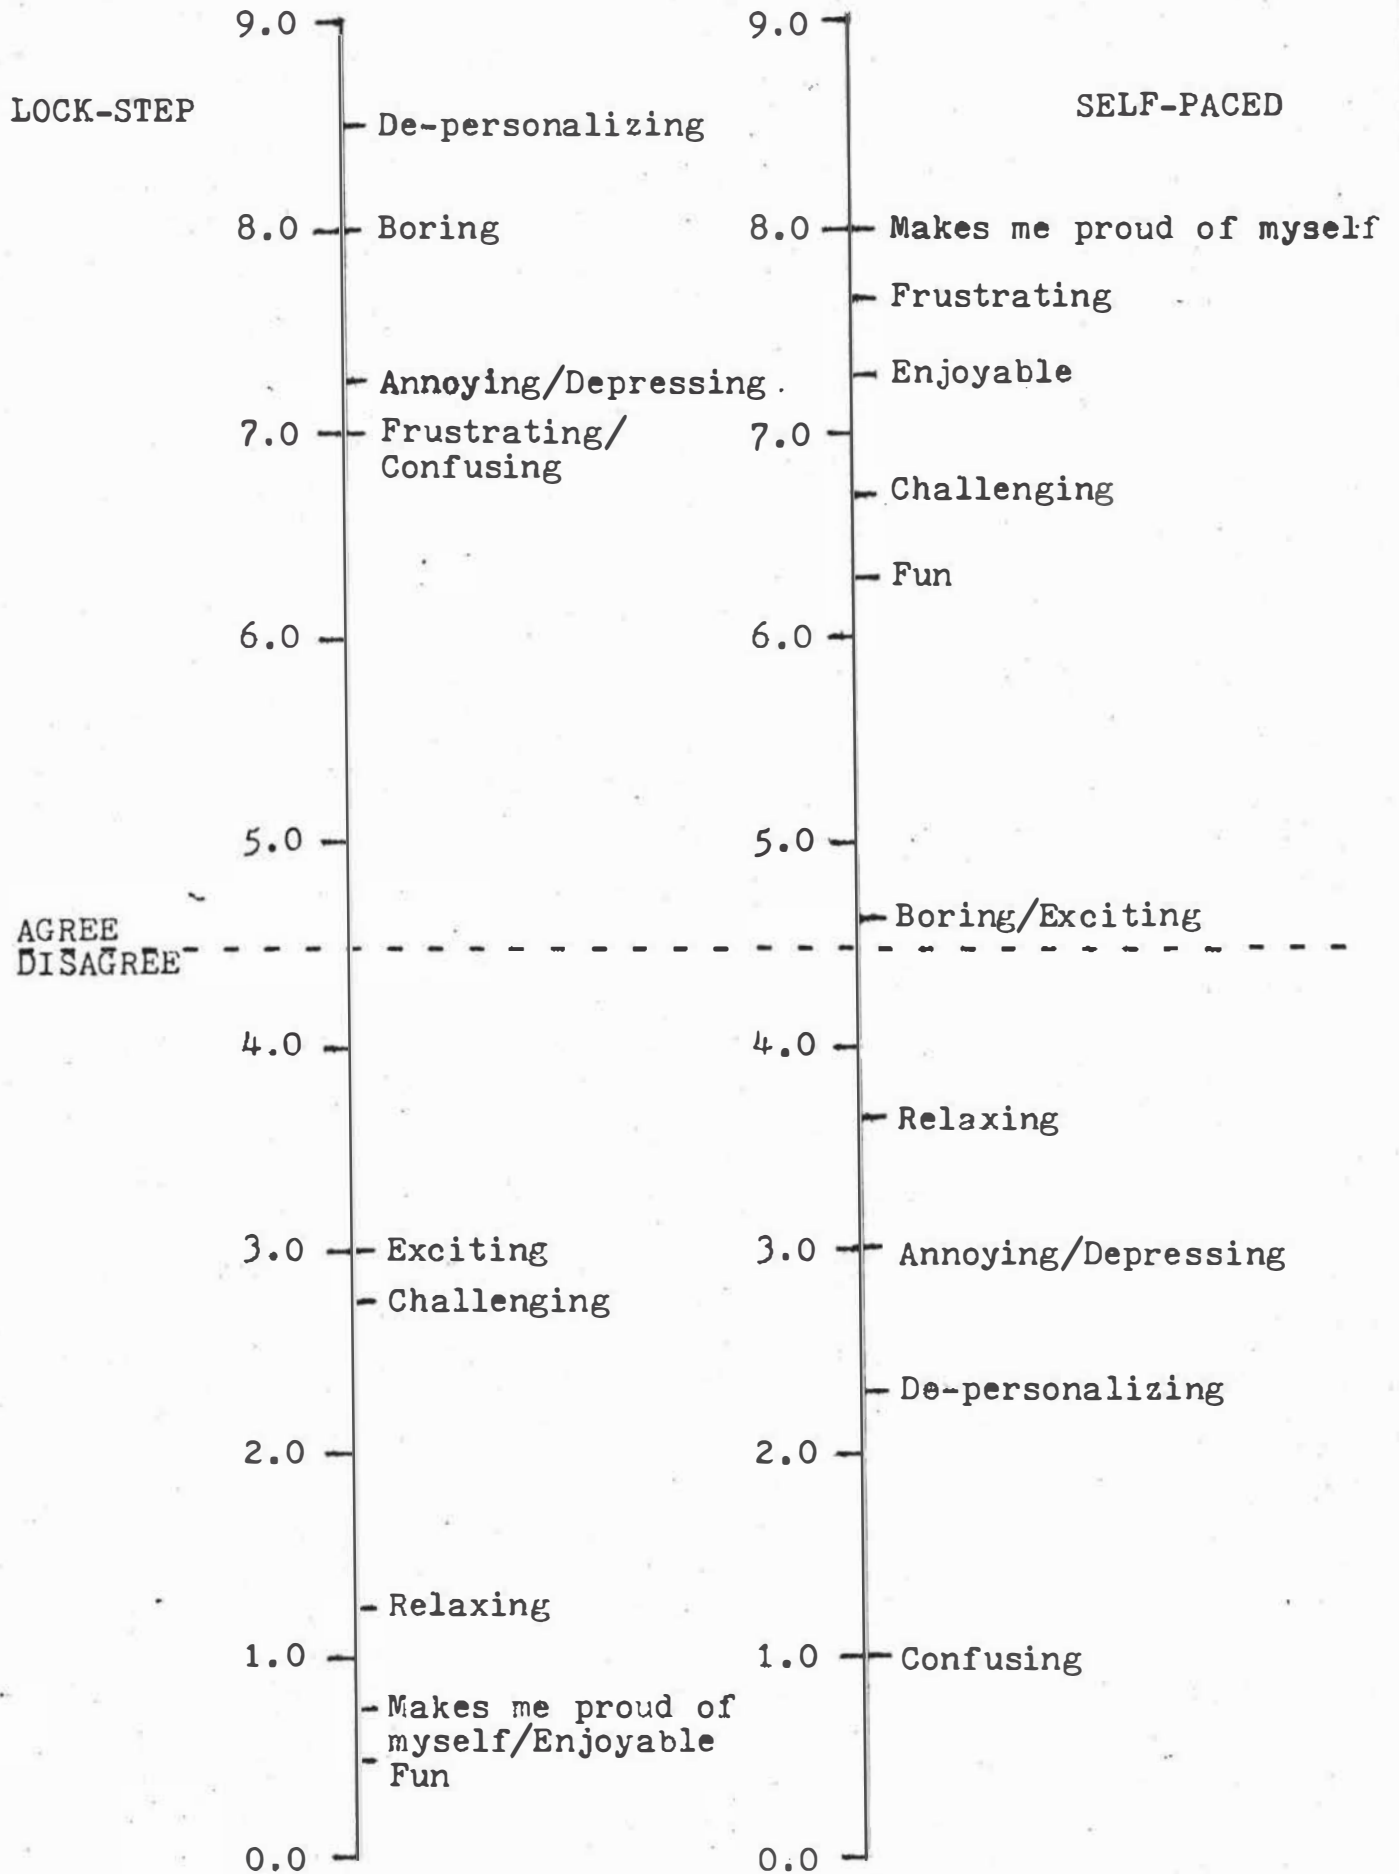 9.0
LOCK-STEP
De-personalizing
8.0
Boring
Annoying/Depressing
7.0
Frustrating/
Confusing
6.0
5.0
AGREE
DISAGREE
4.0
3.0
Exciting
Challenging
2.0
Relaxing
1.0
Makes me proud of
myself/Enjoyable
Fun
0.0
9.0
SELF-PACED
8.0
Makes me proud of myself
Frustrating
Enjoyable
7.0
Challenging
Fun
6.0
5.0
Boring/Exciting
4.0
Relaxing
3.0
Annoying/Depressing
De-personalizing
2.0
1.0
Confusing
0.0